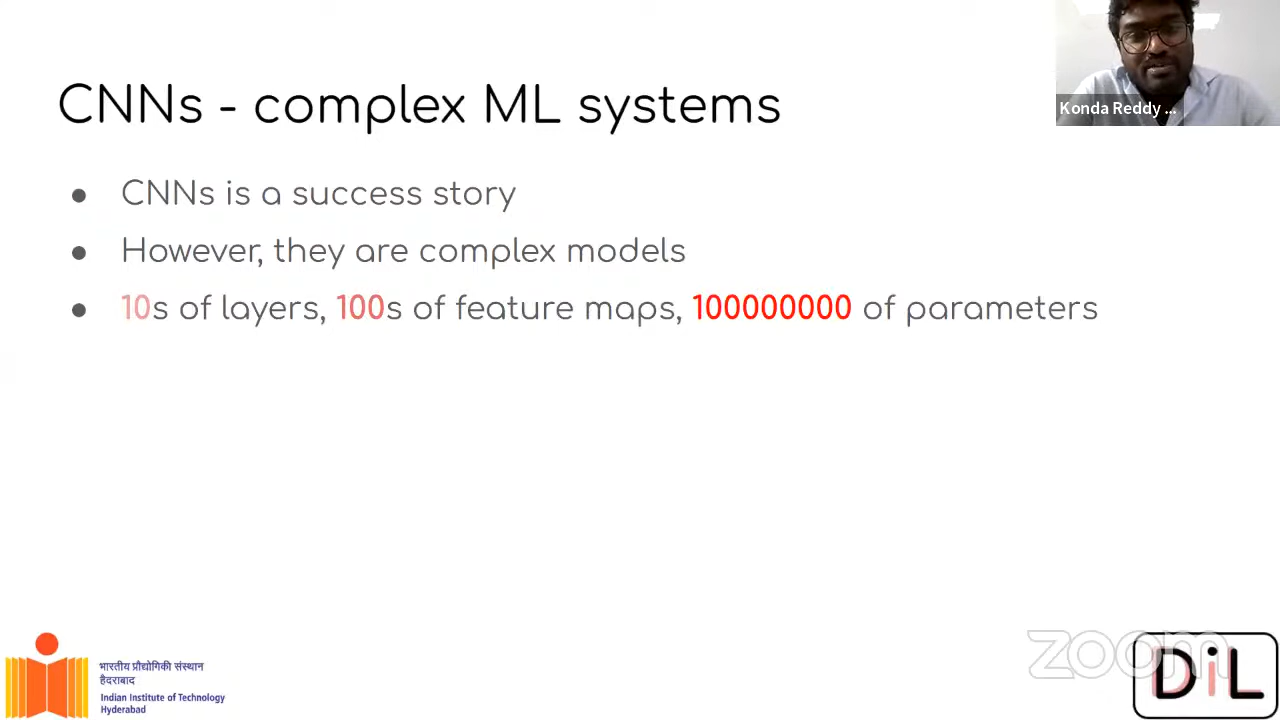 Konda Reddy ...
CNNs - complex ML systems
● CNNs is a success story
● However, they are complex models
● 10s of layers, 100s of feature maps, 100000000 of parameters
भारतीय प्रौद्योगिकी संस्थान
हैदराबाद
Indian Institute of Technology
Hyderabad
zoom
DiL